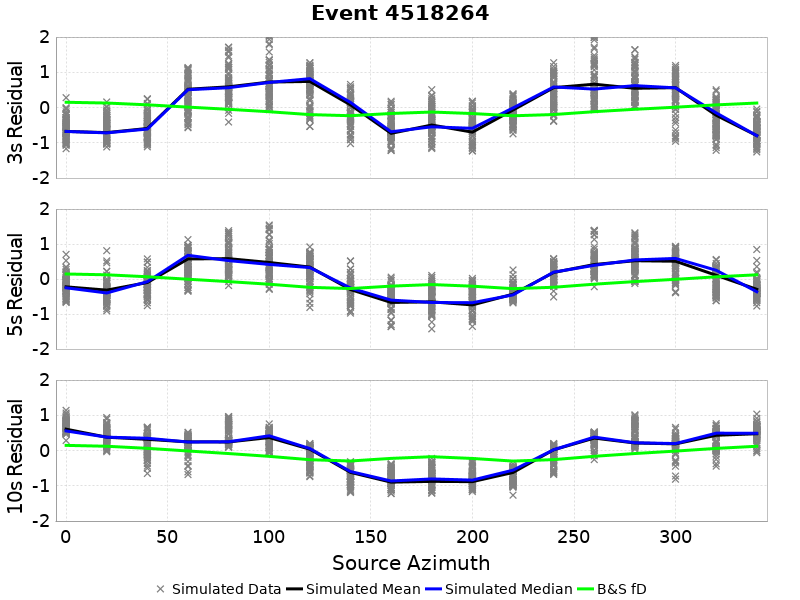 Event 4518264
3s Residual
2
1
0
-1
-2
5s Residual
2
1
0
-1
-2
10s Residual
2
1
0
-1
-2
0 50 100 150 200 250 300
Source Azimuth
Simulated Data Simulated Mean Simulated Median B&S fD